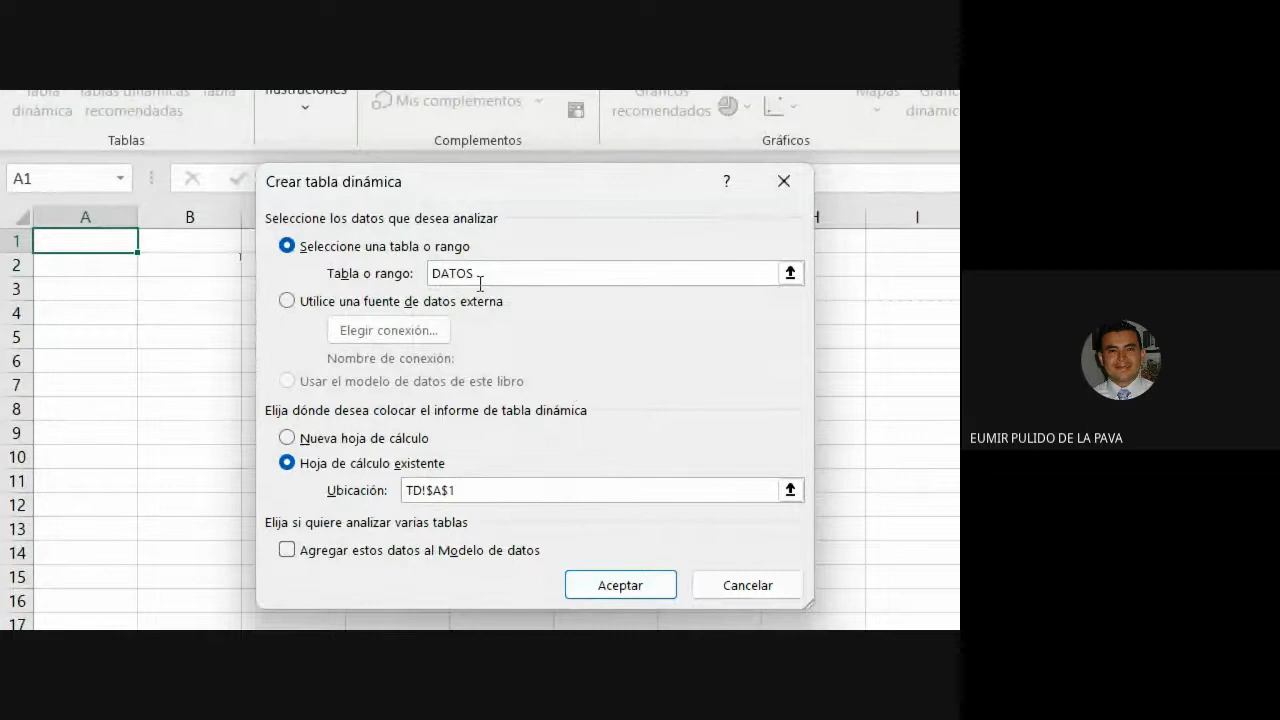 Tabla
Tablas dinámicas
Tabla
Ilustraciones
Gráficos
Mapas
dinámica
recomendadas
Mis complementos
recomendados
dinámic
Tablas
Complementos
Gráficos
A1
Crear tabla dinámica
?
A
B
H
I
Seleccione los datos que desea analizar
Seleccione una tabla o rango
Tabla o rango: DATOS
Utilice una fuente de datos externa
Elegir conexión...
Nombre de conexión:
Usar el modelo de datos de este libro
Elija dónde desea colocar el informe de tabla dinámica
Nueva hoja de cálculo
Hoja de cálculo existente
Ubicación: TD!$A$1
Elija si quiere analizar varias tablas
Agregar estos datos al Modelo de datos
Aceptar
Cancelar
1
2
3
4
5
6
7
8
9
10
11
12
13
14
15
16
17
EUMIR PULIDO DE LA PAVA